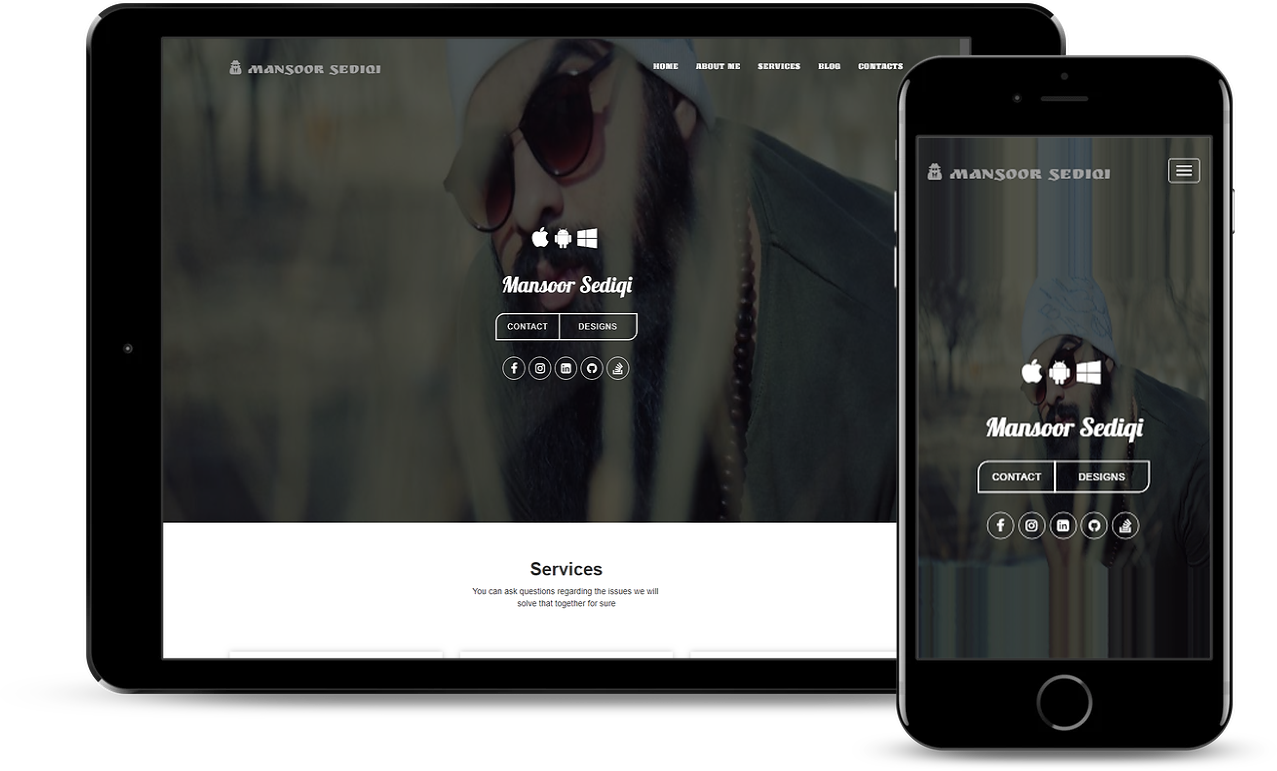 MANSOOR SEDIQI
HOME ABOUT ME SERVICES BLOG CONTACTS
Mansoor Sediqi
CONTACT DESIGNS
Services
You can ask questions regarding the issues we will
solve that together for sure
MANSOOR SEDIQI
Mansoor Sediqi
CONTACT DESIGNS